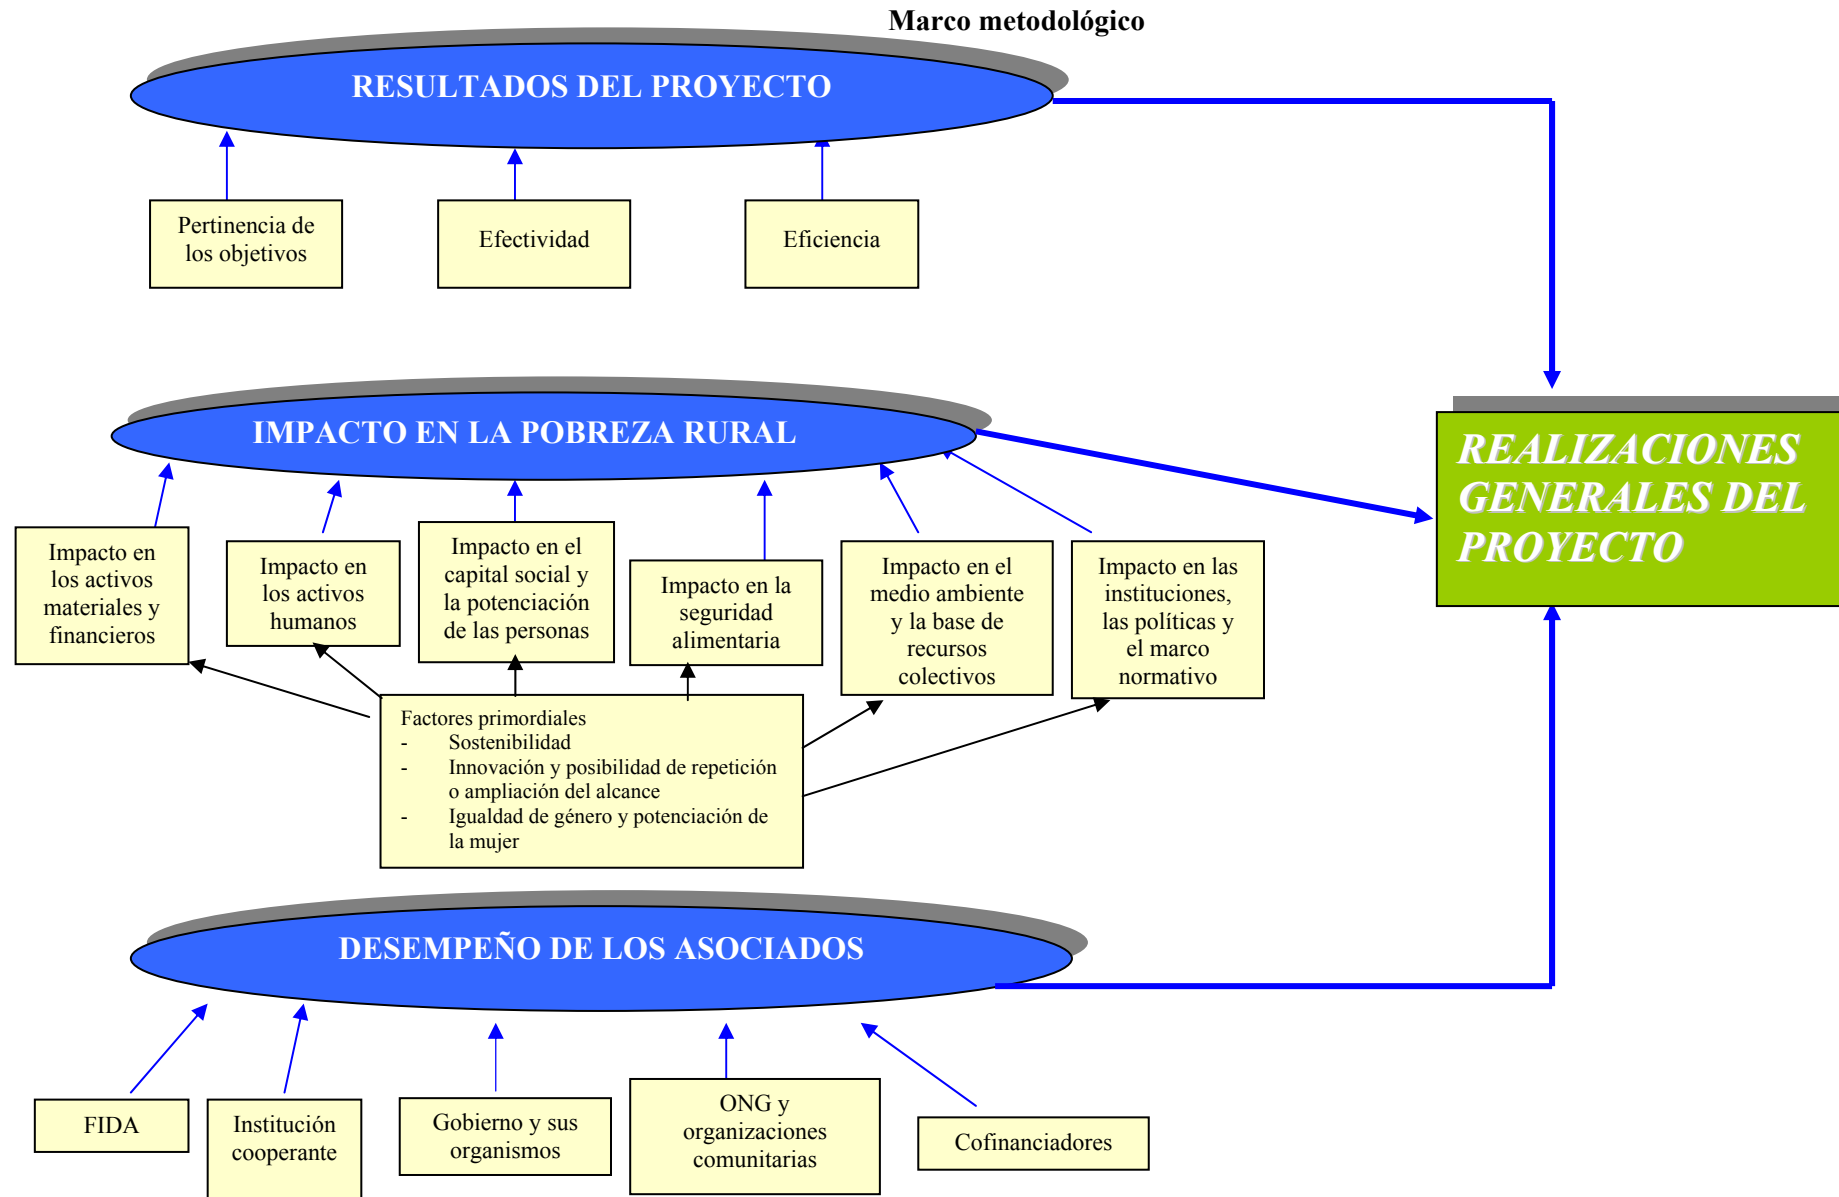 Marco metodológico
RESULTADOS DEL PROYECTO
Pertinencia de
los objetivos
Efectividad
Eficiencia
IMPACTO EN LA POBREZA RURAL
REALIZACIONES
GENERALES DEL
PROYECTO
Impacto en
los activos
materiales y
financieros
Impacto en
los activos
humanos
Impacto en el
capital social y
la potenciación
de las personas
Impacto en la
seguridad
alimentaria
Impacto en el
medio ambiente
y la base de
recursos
colectivos
Impacto en las
instituciones,
las políticas y
el marco
normativo
Factores primordiales
- Sostenibilidad
- Innovación y posibilidad de repetición
o ampliación del alcance
- Igualdad de género y potenciación de
la mujer
DESEMPEÑO DE LOS ASOCIADOS
FIDA
Institución
cooperante
Gobierno y sus
organismos
ONG y
organizaciones
comunitarias
Cofinanciadores